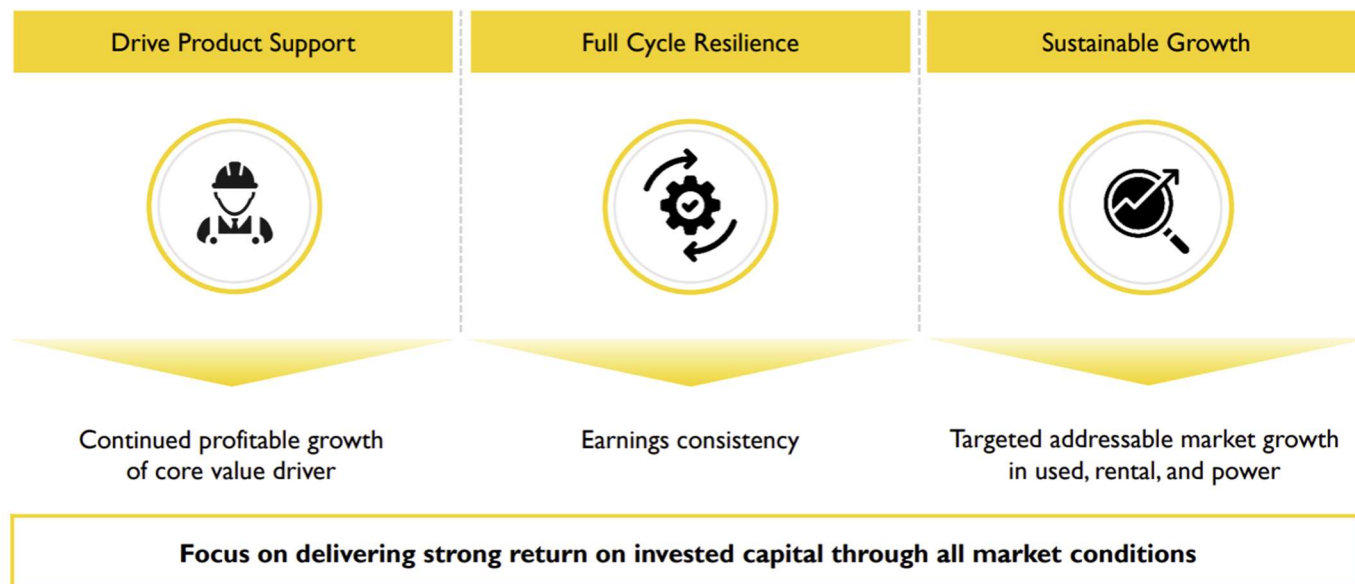 Drive Product Support
Full Cycle Resilience
Sustainable Growth
Continued profitable growth
of core value driver
Earnings consistency
Targeted addressable market growth
in used, rental, and power
Focus on delivering strong return on invested capital through all market conditions